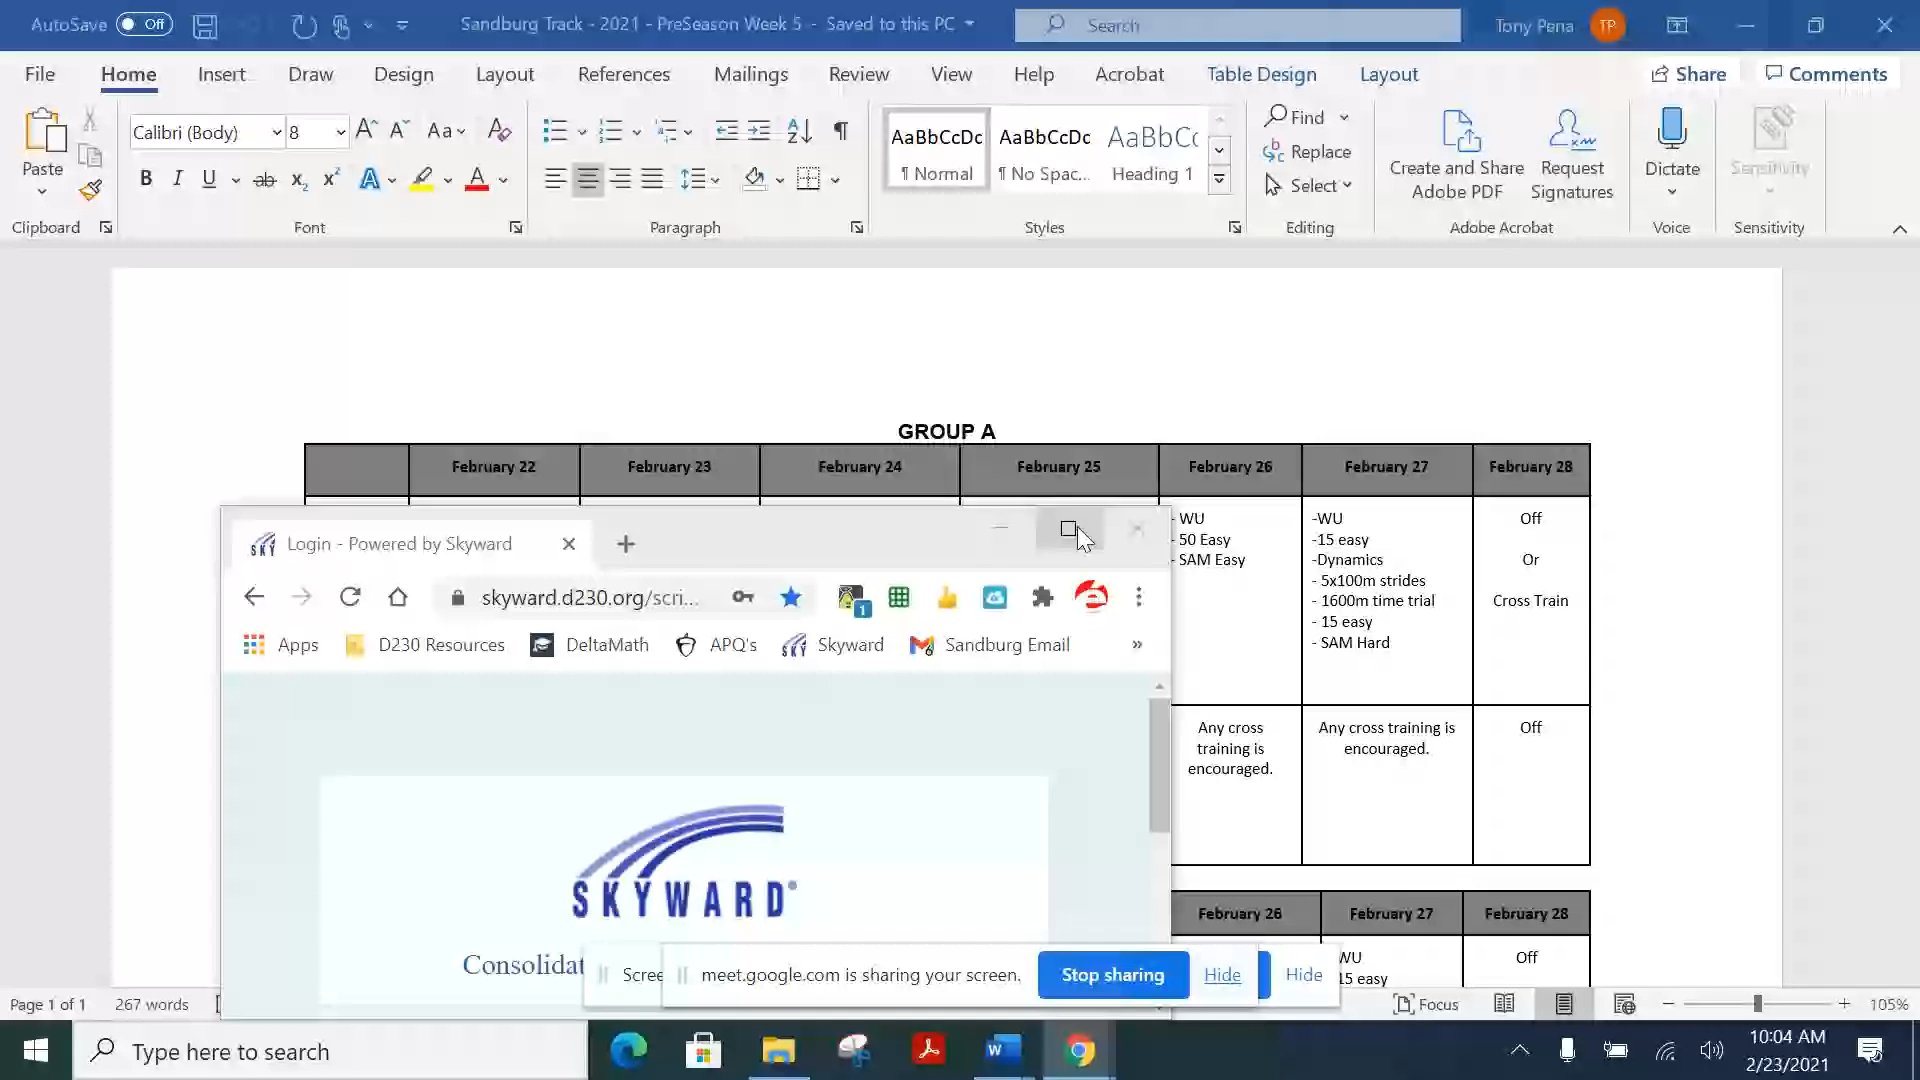 AutoSave Off Sandburg Track - 2021 - PreSeason Week 5 - Saved to this PC Search Tony Pena TP
File Home Insert Draw Design Layout References Mailings Review View Help Acrobat Table Design Layout Share Comments
Calibri (Body) 8 Aa
Paste
B I U ab x2 x2 A A
AaBbCcDc AaBbCcDc AaBbCc
¶ Normal ¶ No Spac... Heading 1
Find
Replace
Select
Create and Share Adobe PDF
Request Signatures
Dictate
Sensitivity
Clipboard Font Paragraph Styles Editing Adobe Acrobat Voice Sensitivity
GROUP A
February 22 February 23 February 24 February 25 February 26 February 27 February 28
- WU
- 50 Easy
- SAM Easy
-WU
-15 easy
-Dynamics
- 5x100m strides
- 1600m time trial
- 15 easy
- SAM Hard
Off
Or
Cross Train
Any cross
training is
encouraged.
Any cross training is
encouraged.
Off
February 26 February 27 February 28
WU
15 easy
Off
Login - Powered by Skyward
skyward.d230.org/scri...
1
Apps D230 Resources DeltaMath APQ's Skyward Sandburg Email »
SKYWARD®
Consolidat
Scree
meet.google.com is sharing your screen. Stop sharing Hide Hide
Page 1 of 1 267 words Focus 105%
Type here to search
10:04 AM
2/23/2021